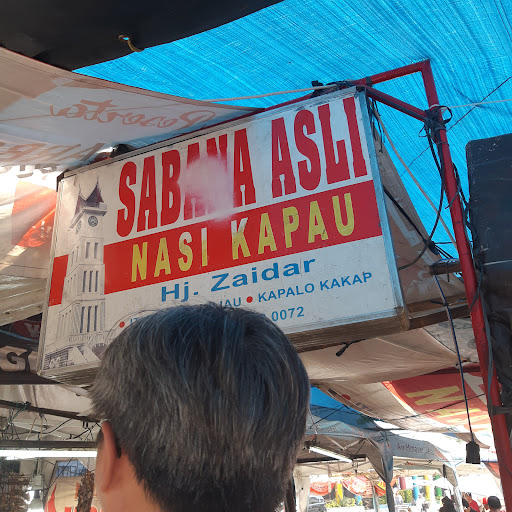 SABANA ASLI
NASI KAPAU
Hj. Zaidar
KAPALO KAKAP
0072